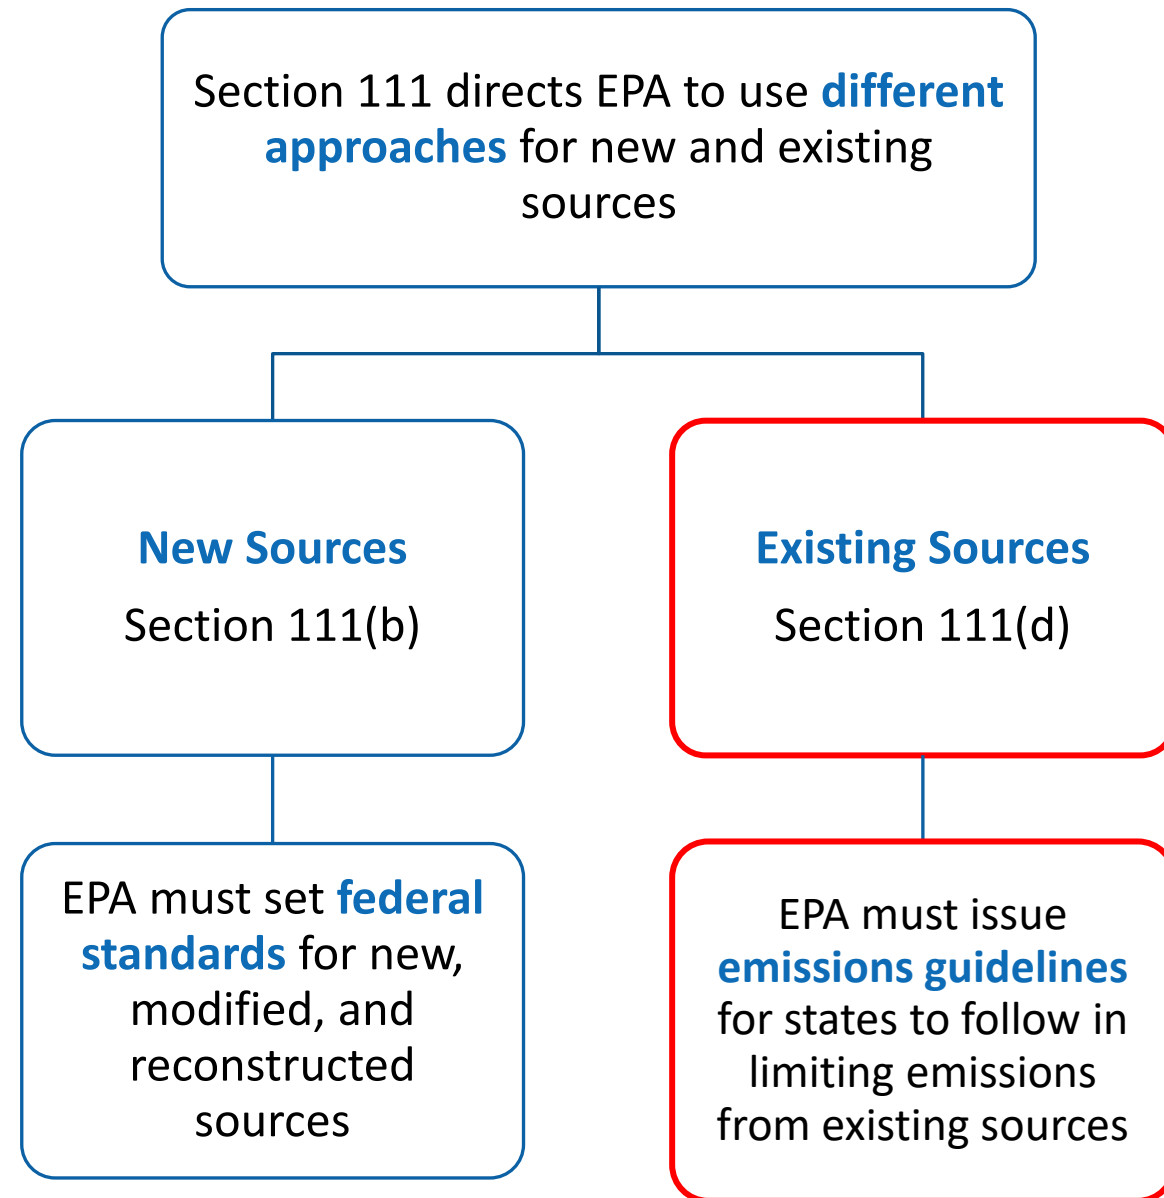 Section 111 directs EPA to use different
approaches for new and existing
sources
New Sources
Section 111(b)
EPA must set federal
standards for new,
modified, and
reconstructed
sources
Existing Sources
Section 111(d)
EPA must issue
emissions guidelines
for states to follow in
limiting emissions
from existing sources